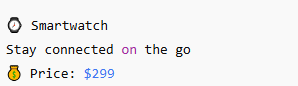 ⌚ Smartwatch
Stay connected on the go
💰 Price: $299